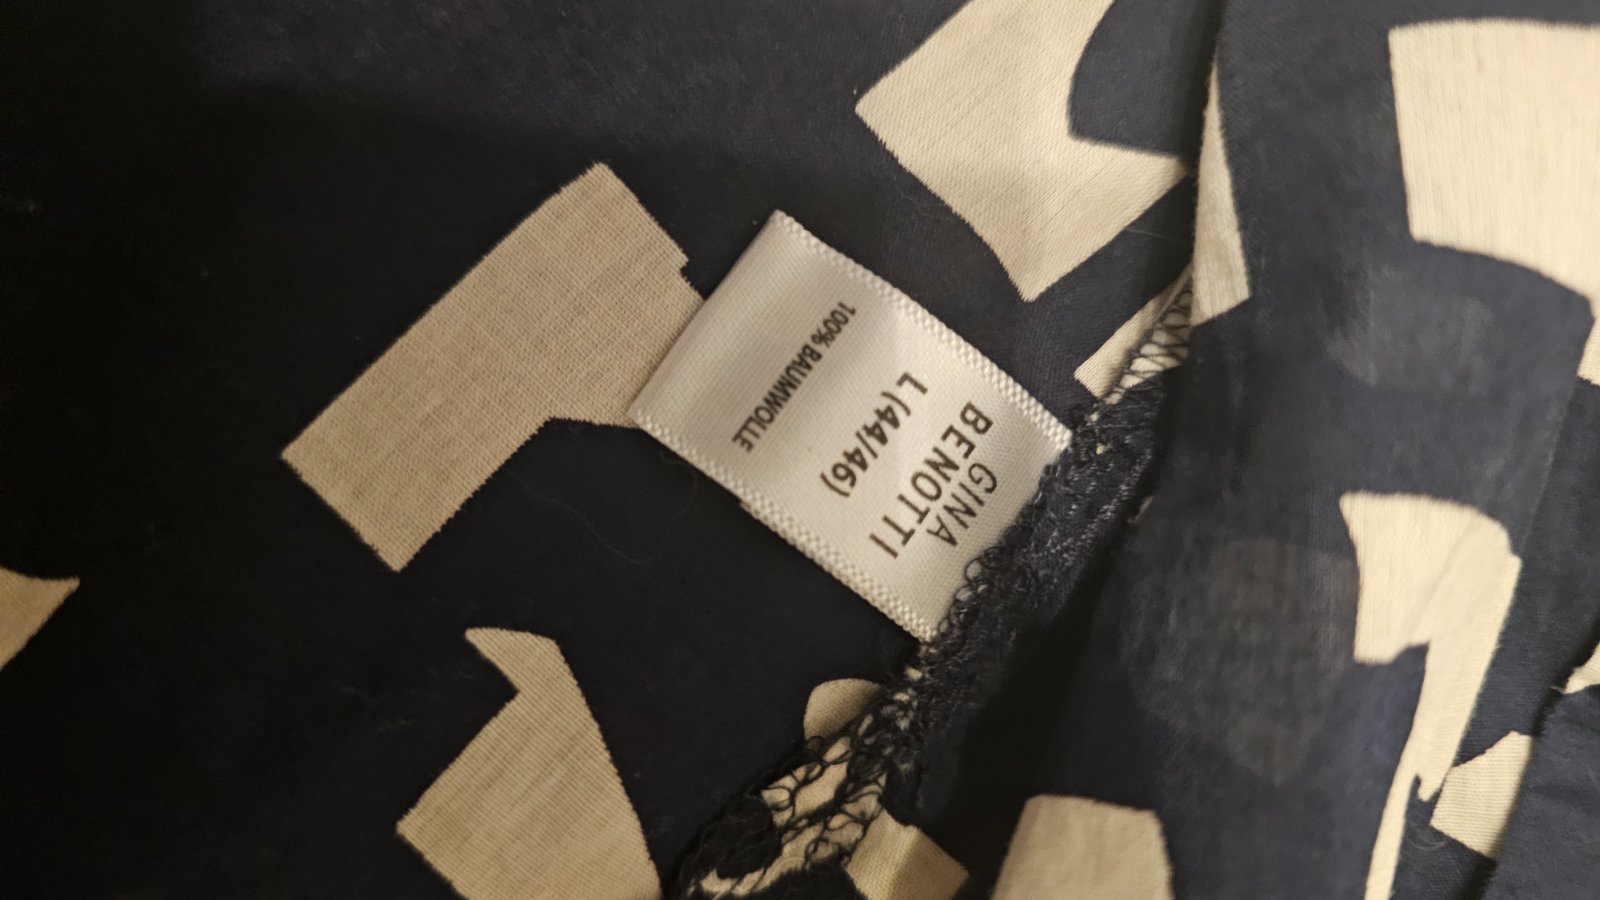 GINA
BENOTTI
L (44/46)
100% BAUMWOLLE